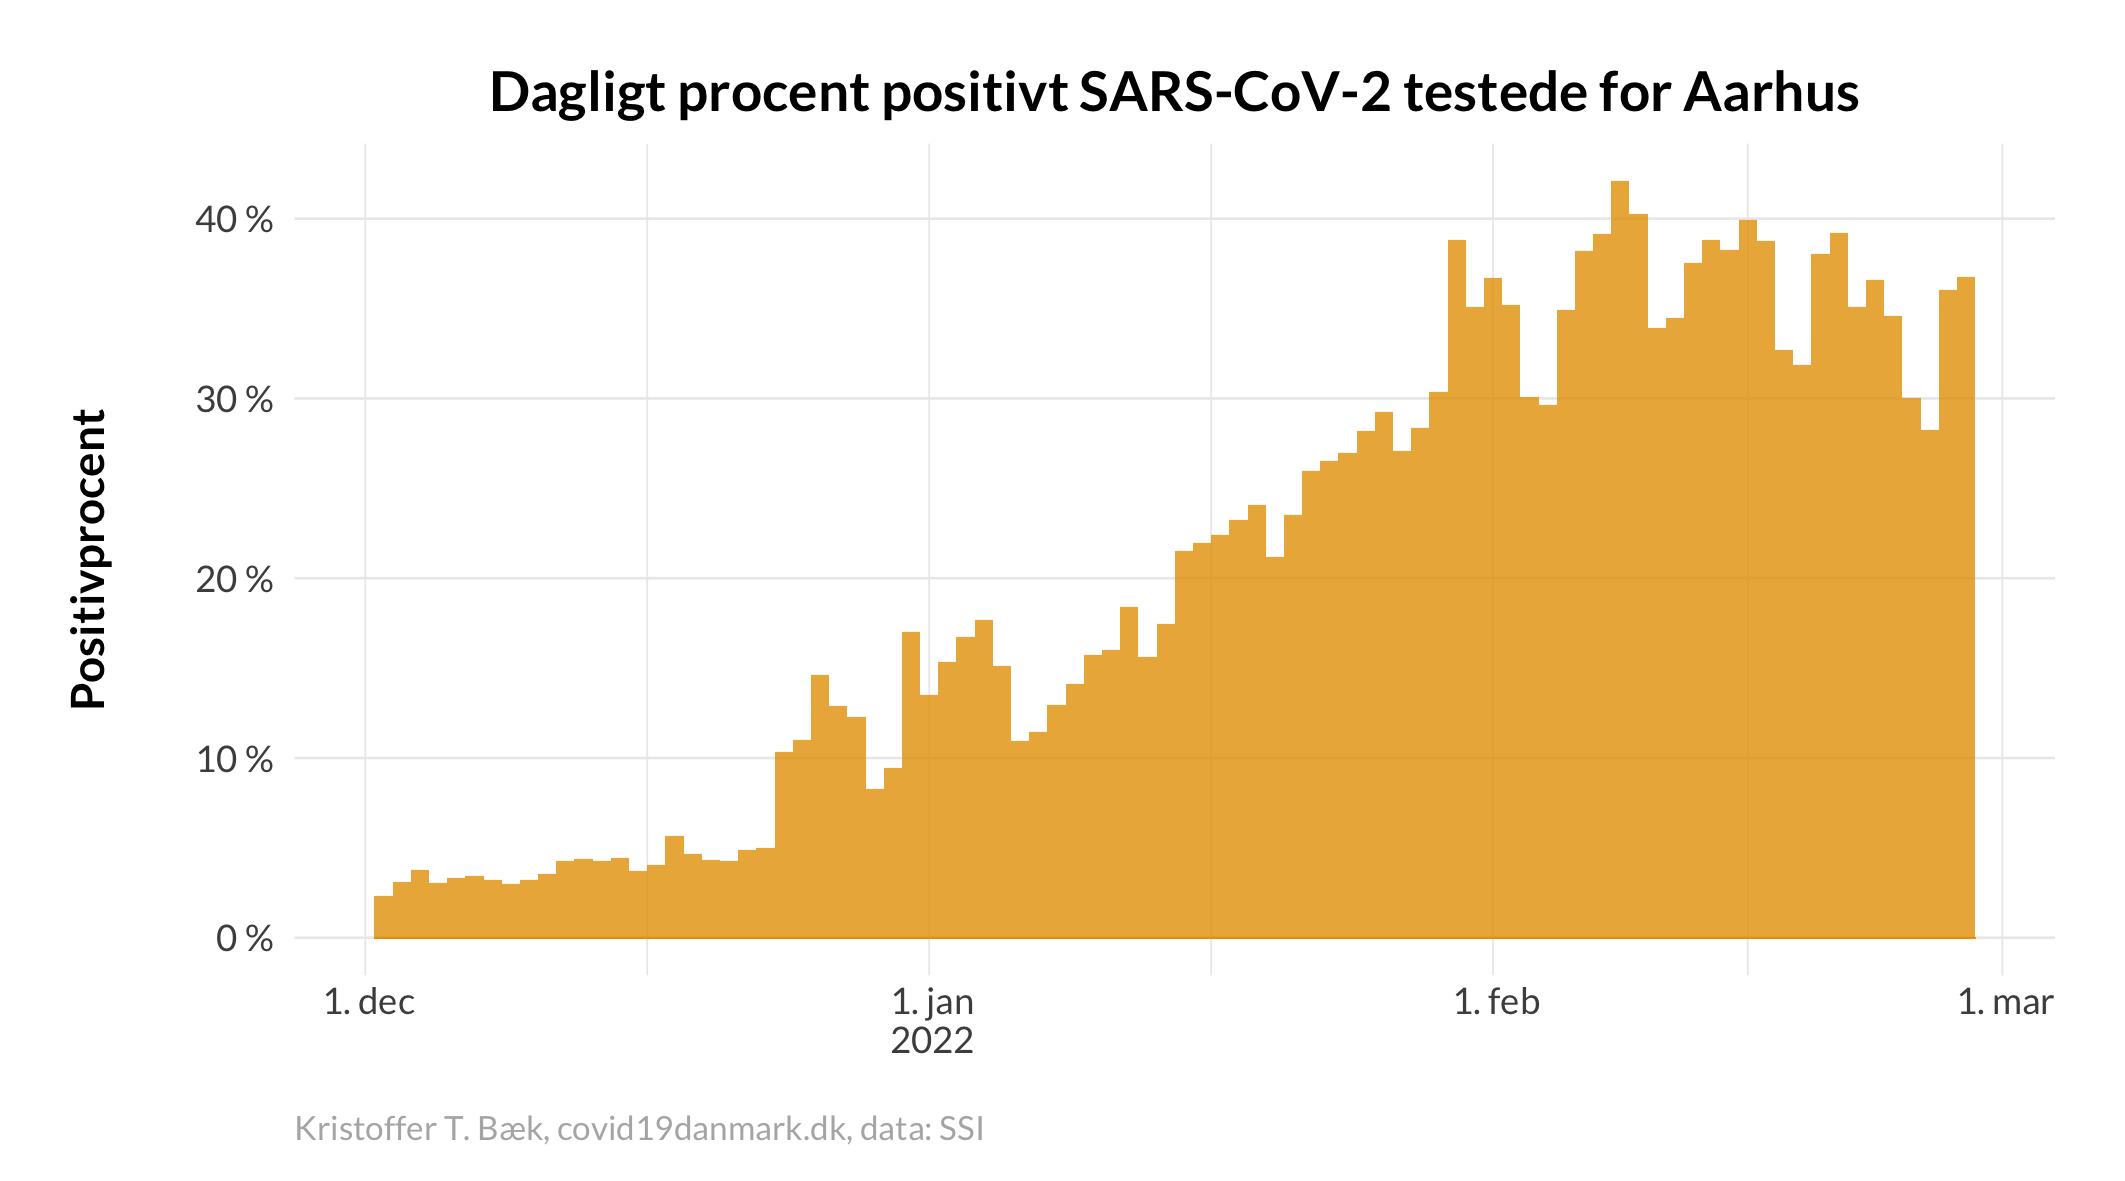 Dagligt procent positivt SARS-CoV-2 testede for Aarhus
Positivprocent
40 %
30 %
20 %
10 %
0 %
1. dec
1. jan
2022
1. feb
1. mar
Kristoffer T. Bæk, covid19danmark.dk, data: SSI